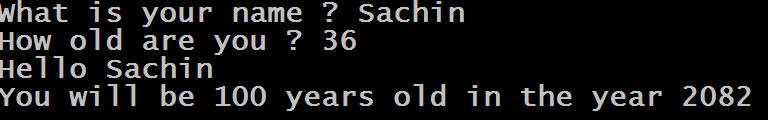 What is your name ? Sachin
How old are you ? 36
Hello Sachin
You will be 100 years old in the year 2082